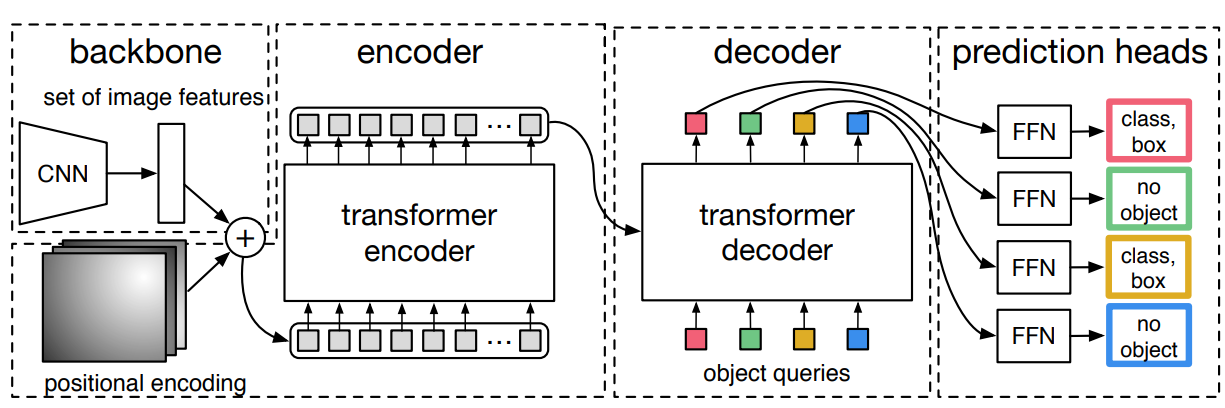 backbone
set of image features
CNN
+
positional encoding
encoder
...
transformer
encoder
...
decoder
transformer
decoder
object queries
prediction heads
FFN
class,
box
FFN
no
object
FFN
class,
box
FFN
no
object